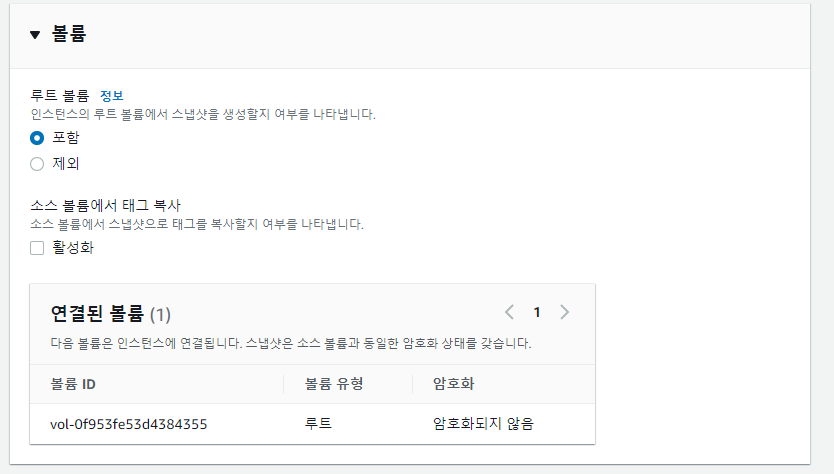 볼륨
루트 볼륨 정보
인스턴스의 루트 볼륨에서 스냅샷을 생성할지 여부를 나타냅니다.
포함
제외
소스 볼륨에서 태그 복사
소스 볼륨에서 스냅샷으로 태그를 복사할지 여부를 나타냅니다.
활성화
연결된 볼륨 (1) 1
다음 볼륨은 인스턴스에 연결됩니다. 스냅샷은 소스 볼륨과 동일한 암호화 상태를 갖습니다.
볼륨 ID 볼륨 유형 암호화
vol-0f953fe53d4384355 루트 암호화되지 않음